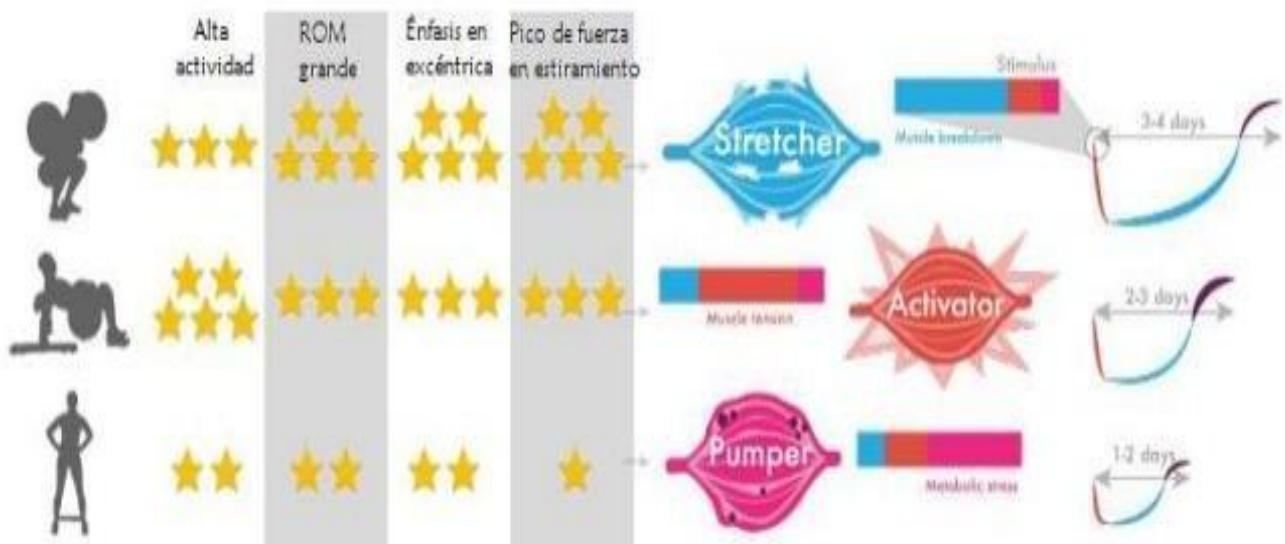 Alta
actividad
ROM
grande
Énfasis en
excéntrica
Pico de fuerza
en estiramiento
Stretcher
Stimulus
Muscle breakdown
3-4 days
Muscle tension
Activator
2-3 days
Pumper
Metabolic stress
1-2 days